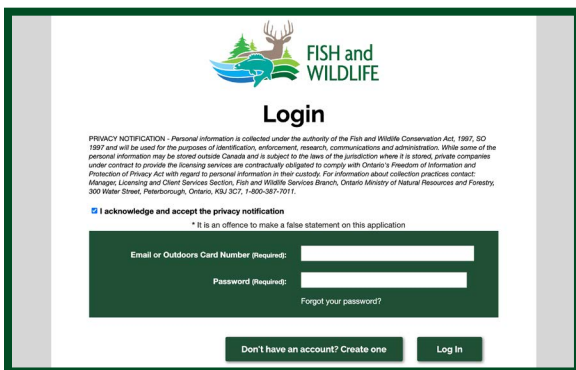 FISH and
WILDLIFE
Login
PRIVACY NOTIFICATION - Personal information is collected under the authority of the Fish and Wildlife Conservation Act, 1997, SO
1997 and will be used for the purposes of identification, enforcement, research, communications and administration. While some of the
personal information may be stored outside Canada and is subject to the laws of the jurisdiction where it is stored, private companies
under contract to provide the licensing services are contractually obligated to comply with Ontario's Freedom of Information and
Protection of Privacy Act with regard to personal information in their custody. For information about collection practices contact:
Manager, Licensing and Client Services Section, Fish and Wildlife Services Branch, Ontario Ministry of Natural Resources and Forestry,
300 Water Street, Peterborough, Ontario, K9J 3C7, 1-800-387-7011.
I acknowledge and accept the privacy notification
* It is an offence to make a false statement on this application
Email or Outdoors Card Number (Required):
Password (Required):
Forgot your password?
Don't have an account? Create one
Log In